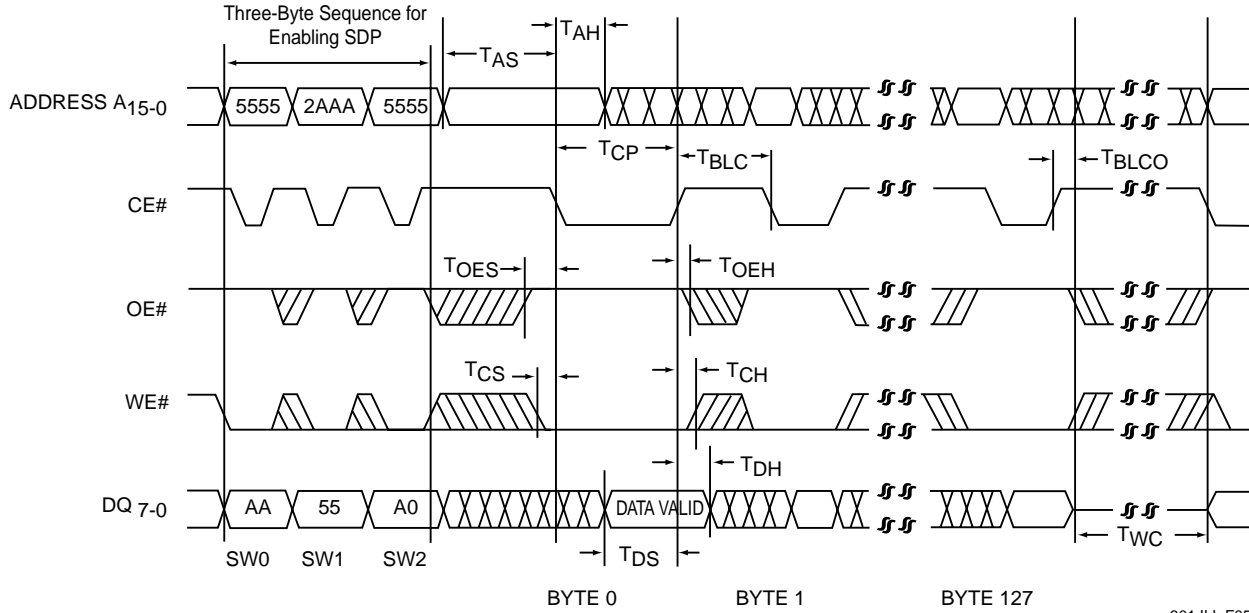 Three-Byte Sequence for
Enabling SDP
TAH
TAS
ADDRESS A15-0
5555
2AAA
5555
TCP
TBLC
TBLCO
CE#
TOES
TOEH
OE#
TCS
TCH
WE#
TDH
DQ 7-0
AA
55
A0
DATA VALID
SW0
SW1
SW2
TDS
TWC
BYTE 0
BYTE 1
BYTE 127